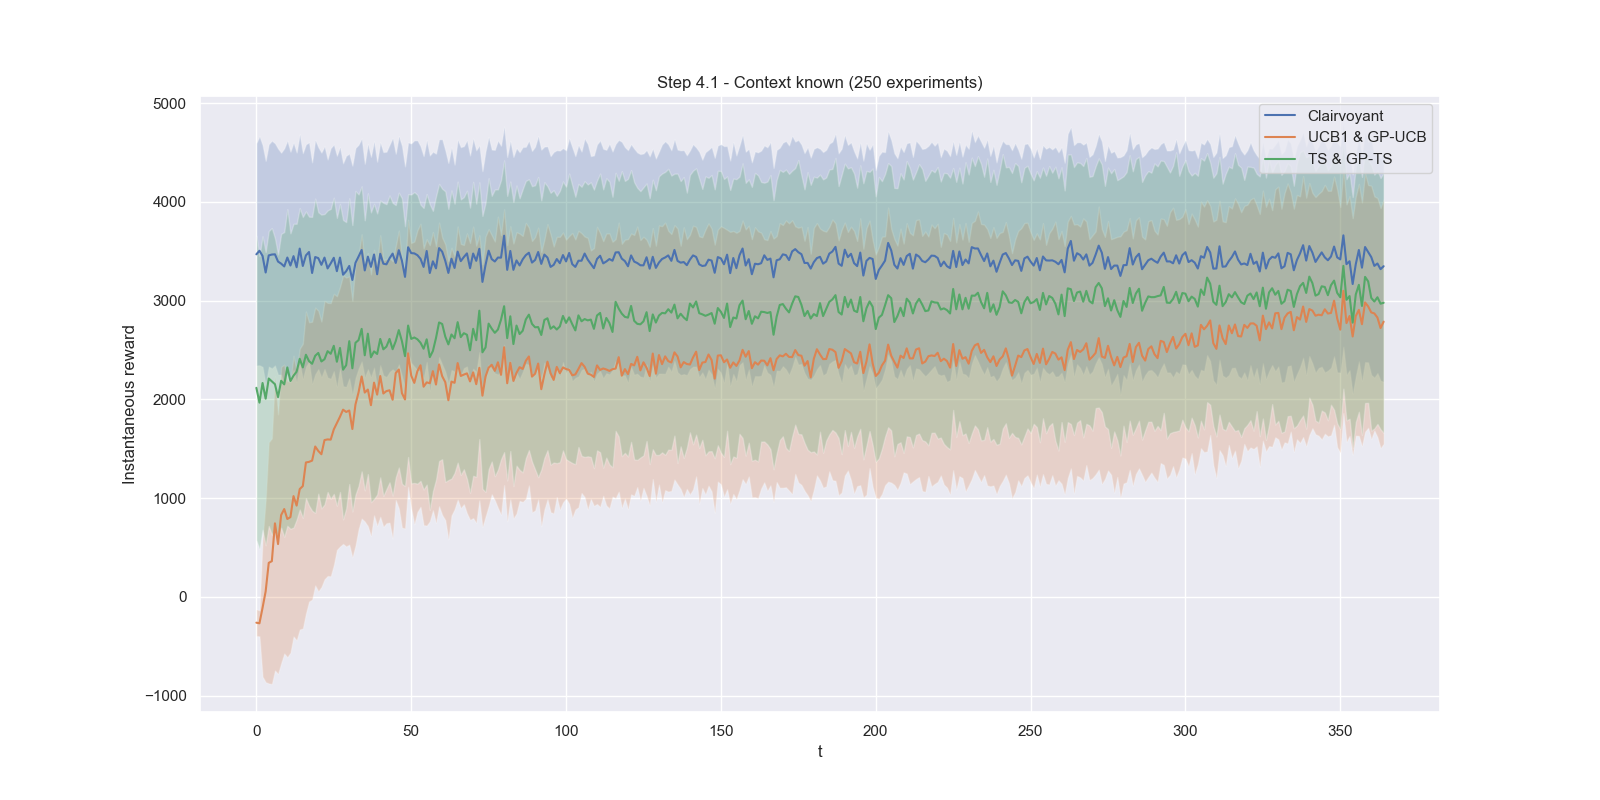 Step 4.1 - Context known (250 experiments)
Clairvoyant
UCB1 & GP-UCB
TS & GP-TS
Instantaneous reward
5000
4000
3000
2000
1000
0
−1000
0 50 100 150 200 250 300 350
t